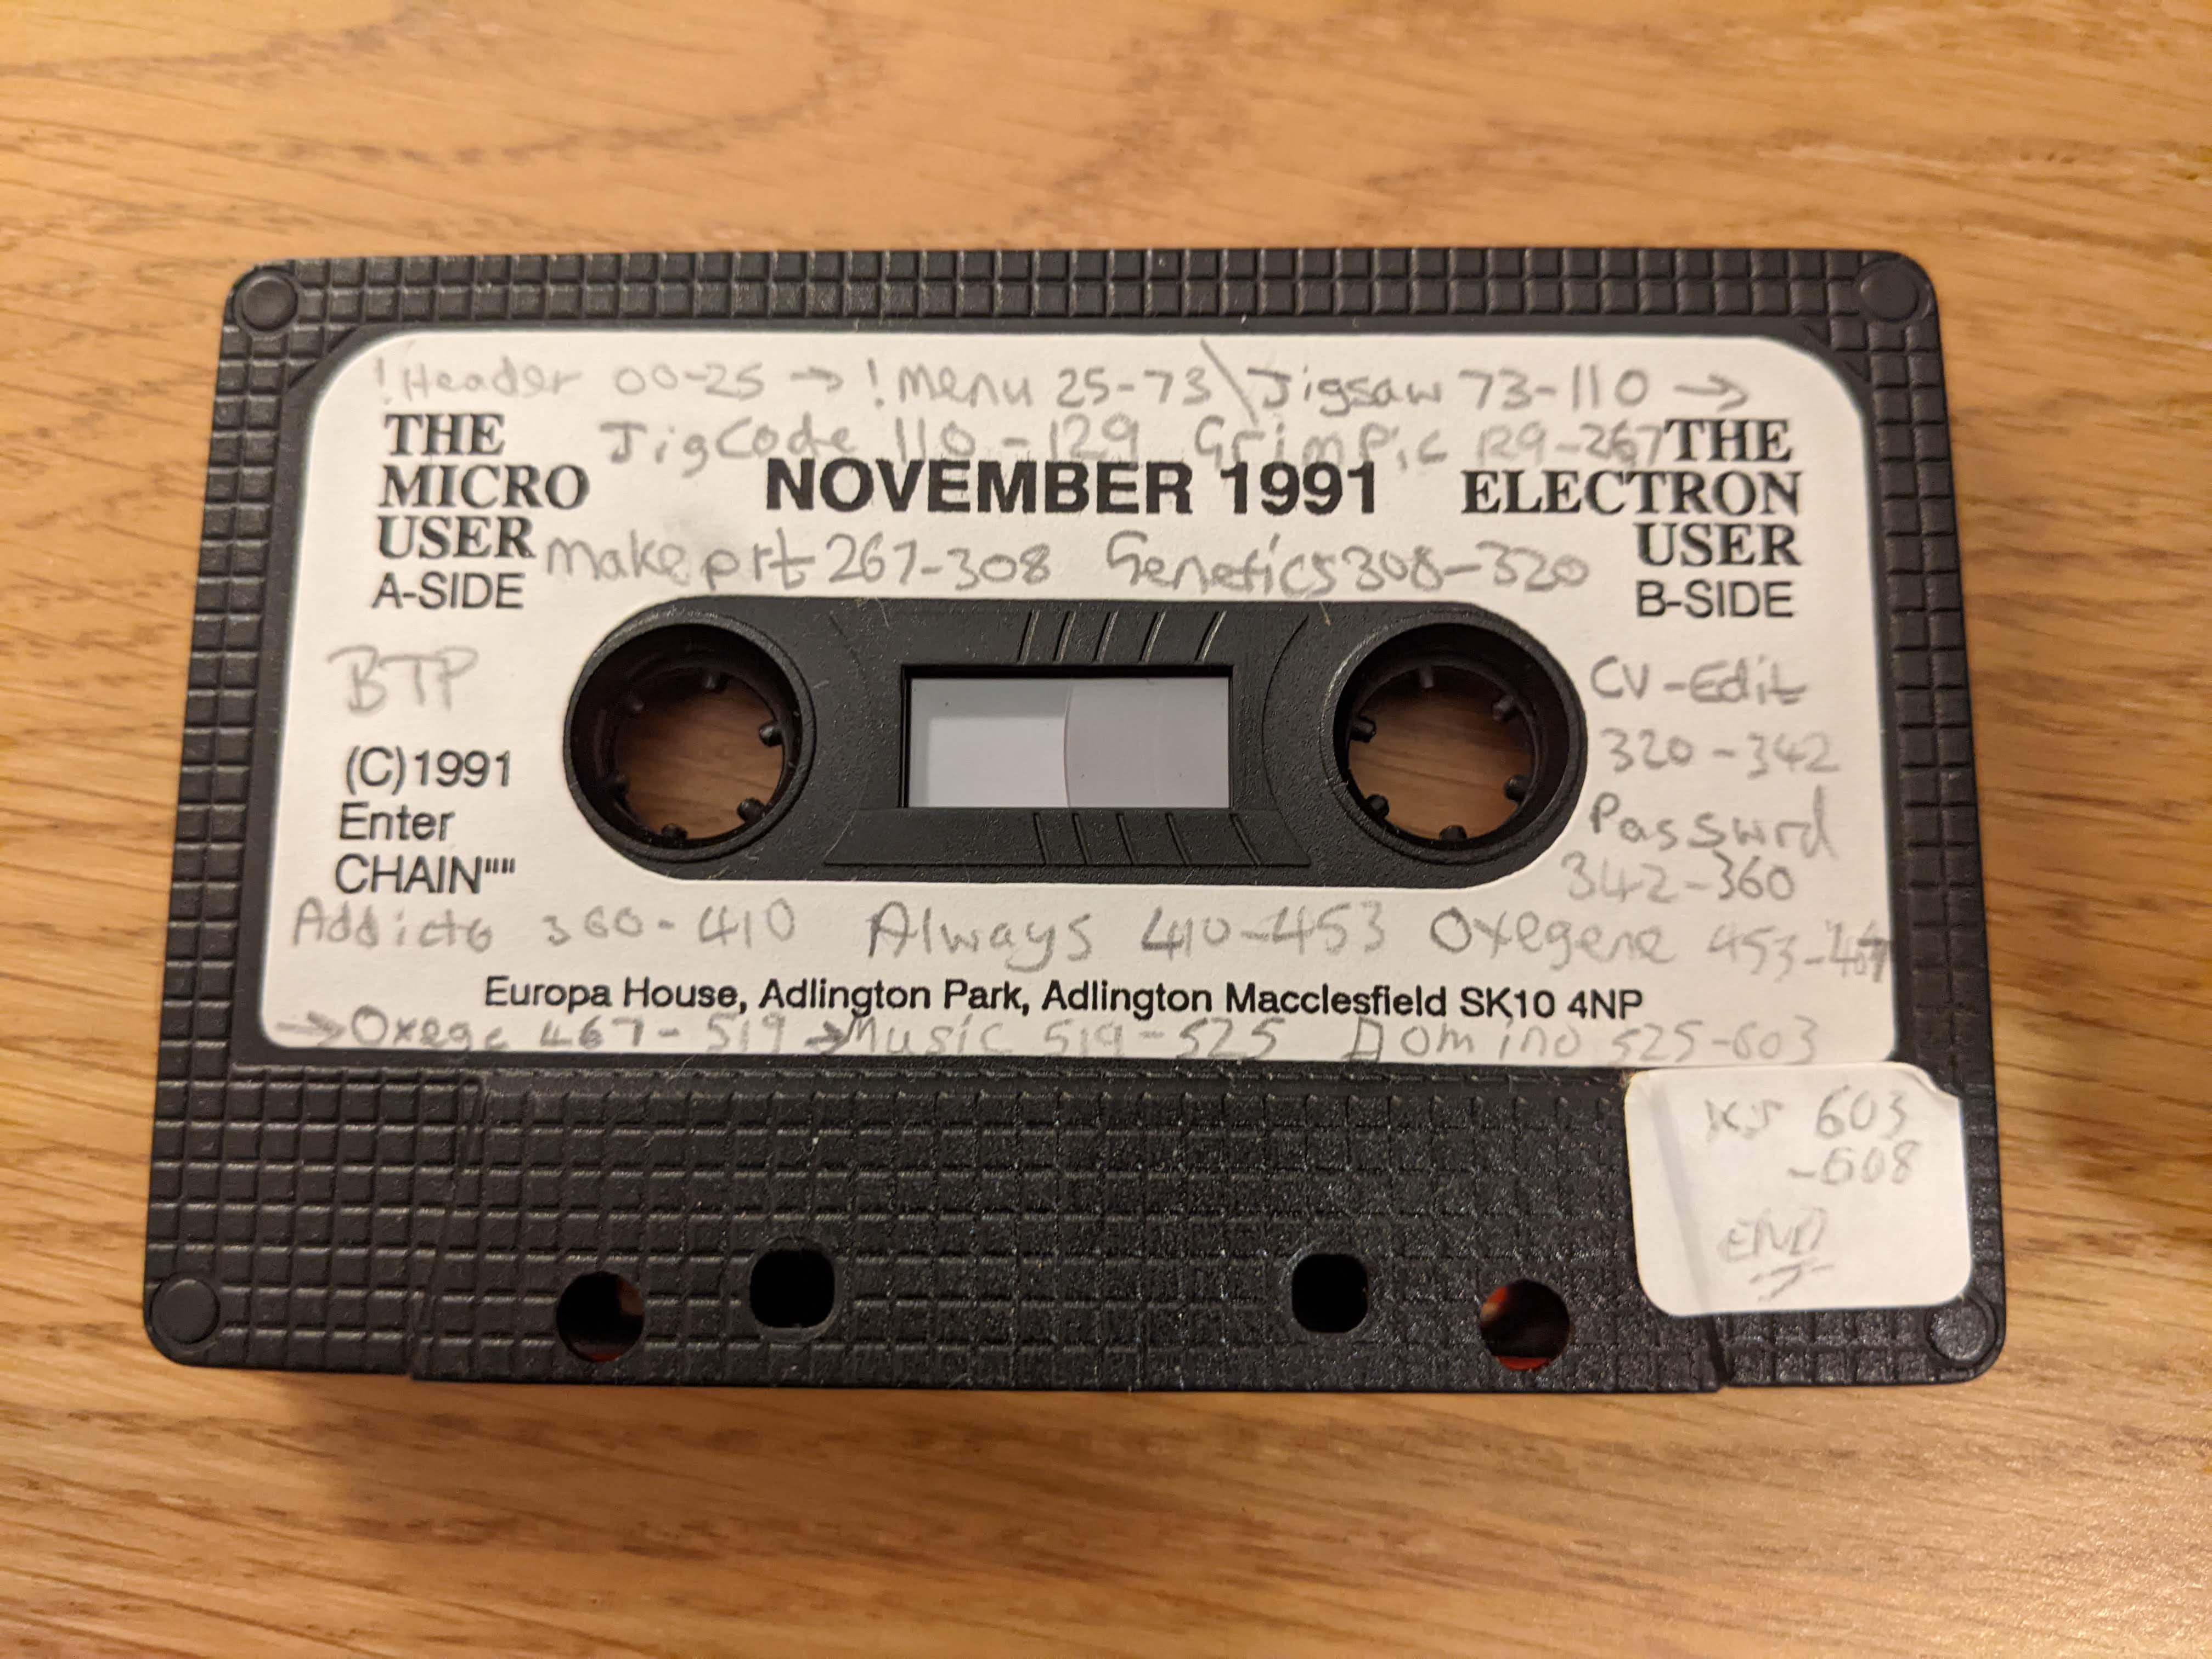 !Header 00-25 → !Menu 25-73\Jigsaw 73-110 →
JigCode 110-129 GrimPic 129-267
THE MICRO USER
A-SIDE
NOVEMBER 1991
THE ELECTRON USER
B-SIDE
makeprt 267-308 Genetics 308-320
BTP
(C)1991
Enter
CHAIN""
CV-Edit
320-342
Passwrd
342-360
Addicto 360-410 Always 410-453 Oxegene 453-467
Europa House, Adlington Park, Adlington Macclesfield SK10 4NP
→Oxege 467-519 →Music 519-525 Domino 525-603
603
-608
END